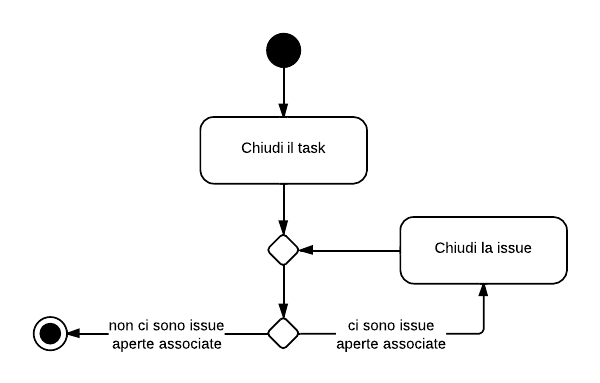 Chiudi il task
Chiudi la issue
non ci sono issue
aperte associate
ci sono issue
aperte associate